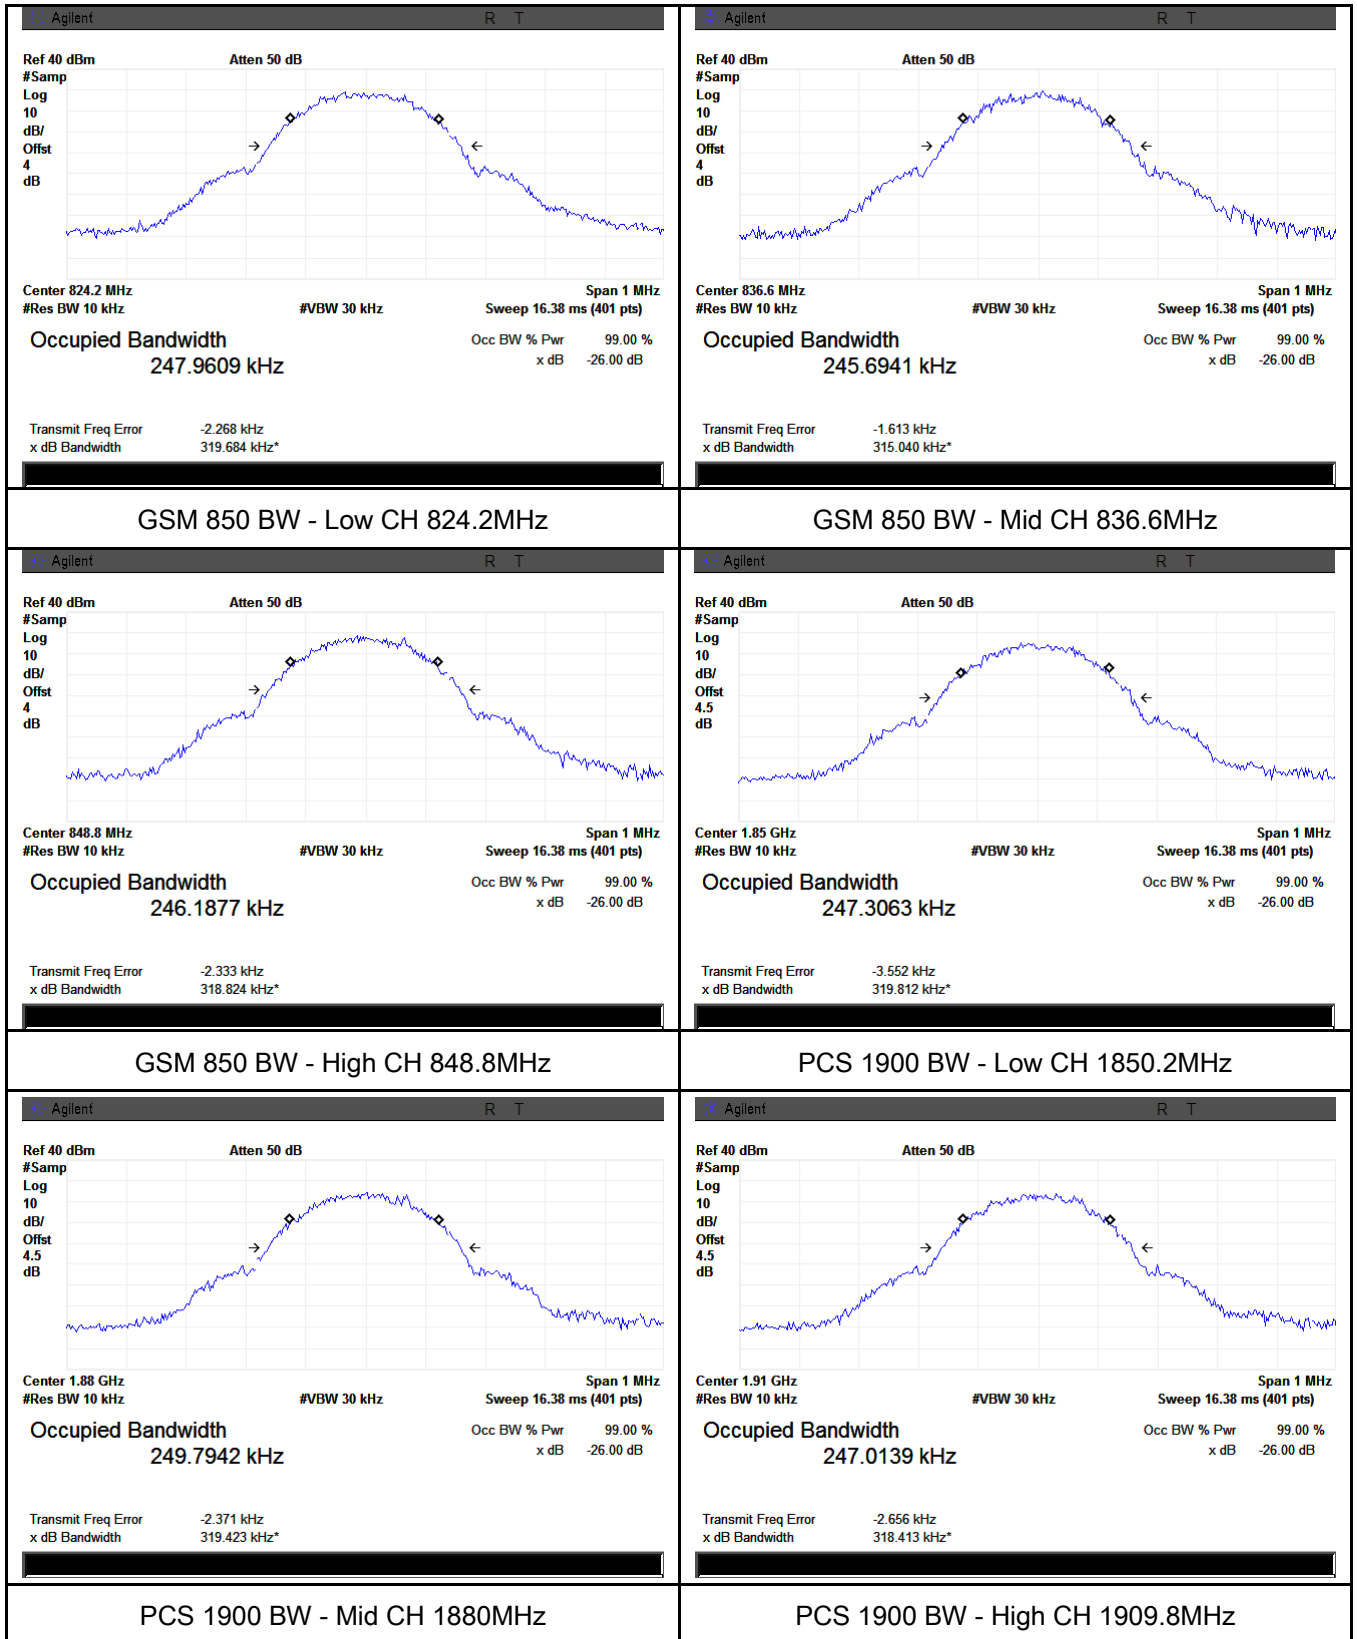 Agilent R T
Ref 40 dBm Atten 50 dB
#Samp
Log
10
dB/
Offst
4
dB
Center 824.2 MHz Span 1 MHz
#Res BW 10 kHz #VBW 30 kHz Sweep 16.38 ms (401 pts)
Occupied Bandwidth Occ BW % Pwr 99.00 %
247.9609 kHz x dB -26.00 dB
Transmit Freq Error -2.268 kHz
x dB Bandwidth 319.684 kHz*
GSM 850 BW - Low CH 824.2MHz
Agilent R T
Ref 40 dBm Atten 50 dB
#Samp
Log
10
dB/
Offst
4
dB
Center 836.6 MHz Span 1 MHz
#Res BW 10 kHz #VBW 30 kHz Sweep 16.38 ms (401 pts)
Occupied Bandwidth Occ BW % Pwr 99.00 %
245.6941 kHz x dB -26.00 dB
Transmit Freq Error -1.613 kHz
x dB Bandwidth 315.040 kHz*
GSM 850 BW - Mid CH 836.6MHz
Agilent R T
Ref 40 dBm Atten 50 dB
#Samp
Log
10
dB/
Offst
4
dB
Center 848.8 MHz Span 1 MHz
#Res BW 10 kHz #VBW 30 kHz Sweep 16.38 ms (401 pts)
Occupied Bandwidth Occ BW % Pwr 99.00 %
246.1877 kHz x dB -26.00 dB
Transmit Freq Error -2.333 kHz
x dB Bandwidth 318.824 kHz*
GSM 850 BW - High CH 848.8MHz
Agilent R T
Ref 40 dBm Atten 50 dB
#Samp
Log
10
dB/
Offst
4.5
dB
Center 1.85 GHz Span 1 MHz
#Res BW 10 kHz #VBW 30 kHz Sweep 16.38 ms (401 pts)
Occupied Bandwidth Occ BW % Pwr 99.00 %
247.3063 kHz x dB -26.00 dB
Transmit Freq Error -3.552 kHz
x dB Bandwidth 319.812 kHz*
PCS 1900 BW - Low CH 1850.2MHz
Agilent R T
Ref 40 dBm Atten 50 dB
#Samp
Log
10
dB/
Offst
4.5
dB
Center 1.88 GHz Span 1 MHz
#Res BW 10 kHz #VBW 30 kHz Sweep 16.38 ms (401 pts)
Occupied Bandwidth Occ BW % Pwr 99.00 %
249.7942 kHz x dB -26.00 dB
Transmit Freq Error -2.371 kHz
x dB Bandwidth 319.423 kHz*
PCS 1900 BW - Mid CH 1880MHz
Agilent R T
Ref 40 dBm Atten 50 dB
#Samp
Log
10
dB/
Offst
4.5
dB
Center 1.91 GHz Span 1 MHz
#Res BW 10 kHz #VBW 30 kHz Sweep 16.38 ms (401 pts)
Occupied Bandwidth Occ BW % Pwr 99.00 %
247.0139 kHz x dB -26.00 dB
Transmit Freq Error -2.656 kHz
x dB Bandwidth 318.413 kHz*
PCS 1900 BW - High CH 1909.8MHz